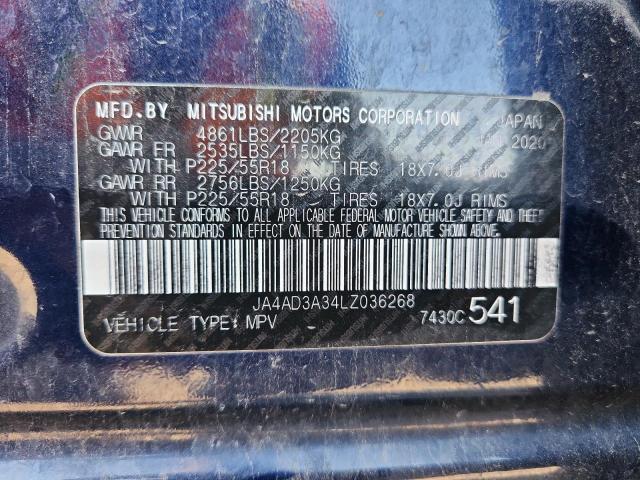 MFD.BY MITSUBISHI MOTORS CORPORATION JAPAN
GVWR 4861LBS/2205KG 2020
GAWR FR 2535LBS/1150KG
WITH P225/55R18 TIRES 18X7.0J RIMS
GAWR RR 2756LBS/1250KG
WITH P225/55R18 TIRES 18X7.0J RIMS
THIS VEHICLE CONFORMS TO ALL APPLICABLE FEDERAL MOTOR VEHICLE SAFETY AND THEFT
PREVENTION STANDARDS IN EFFECT ON THE DATE OF MANUFACTURE SHOWN ABOVE.
JA4AD3A34LZ036268
VEHICLE TYPE: MPV 7430C 541